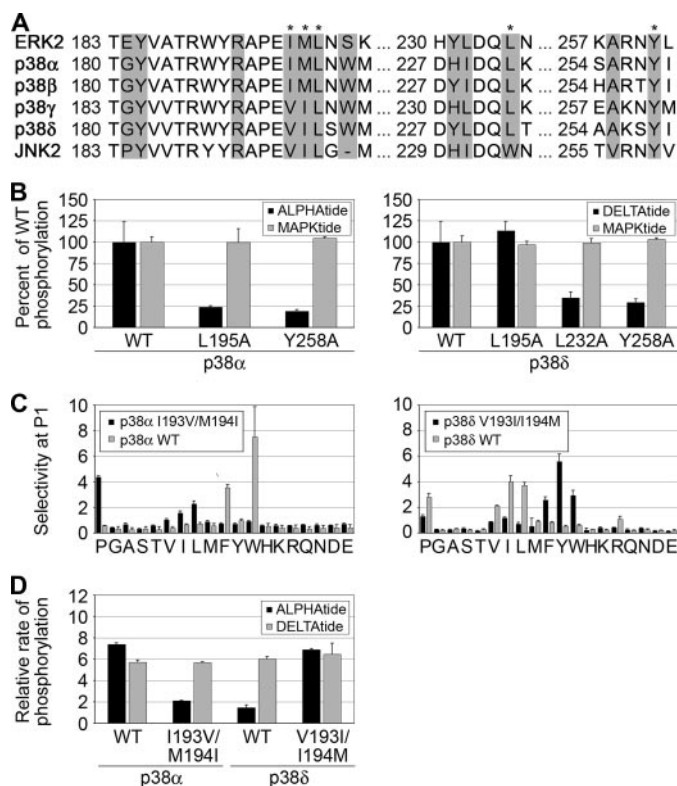 A
* * * * *
ERK2 183 TEYVATRWYRAPEIMLNSK ... 230 HYLDQLN ... 257 KARNYL
p38α 180 TGYVATRWYRAPEIMLNWM ... 227 DHIDQLK ... 254 SARNYI
p38β 180 TGYVATRWYRAPEIMLNWM ... 227 DYIDQLK ... 254 HARTYI
p38γ 183 TGYVVTRWYRAPEVILNWM ... 230 DHLDQLK ... 257 EAKNYM
p38δ 180 TGYVVTRWYRAPEVILSWM ... 227 DYLDQLT ... 254 AAKSYI
JNK2 183 TPYVVTRYYRAPEVILG-M ... 229 DHIDQWN ... 255 TVRNYV
B
Percent of WT phosphorylation
150
125
100
75
50
25
0
ALPHAtide
MAPKtide
WT L195A Y258A
p38α
150
125
100
75
50
25
0
DELTAtide
MAPKtide
WT L195A L232A Y258A
p38δ
C
Selectivity at P1
10
8
6
4
2
0
p38α I193V/M194I
p38α WT
PGASTVILMFYWHKRQNDE
10
8
6
4
2
0
p38δ V193I/I194M
p38δ WT
PGASTVILMFYWHKRQNDE
D
Relative rate of phosphorylation
12
10
8
6
4
2
0
ALPHAtide
DELTAtide
WT I193V/M194I WT V193I/I194M
p38α p38δ